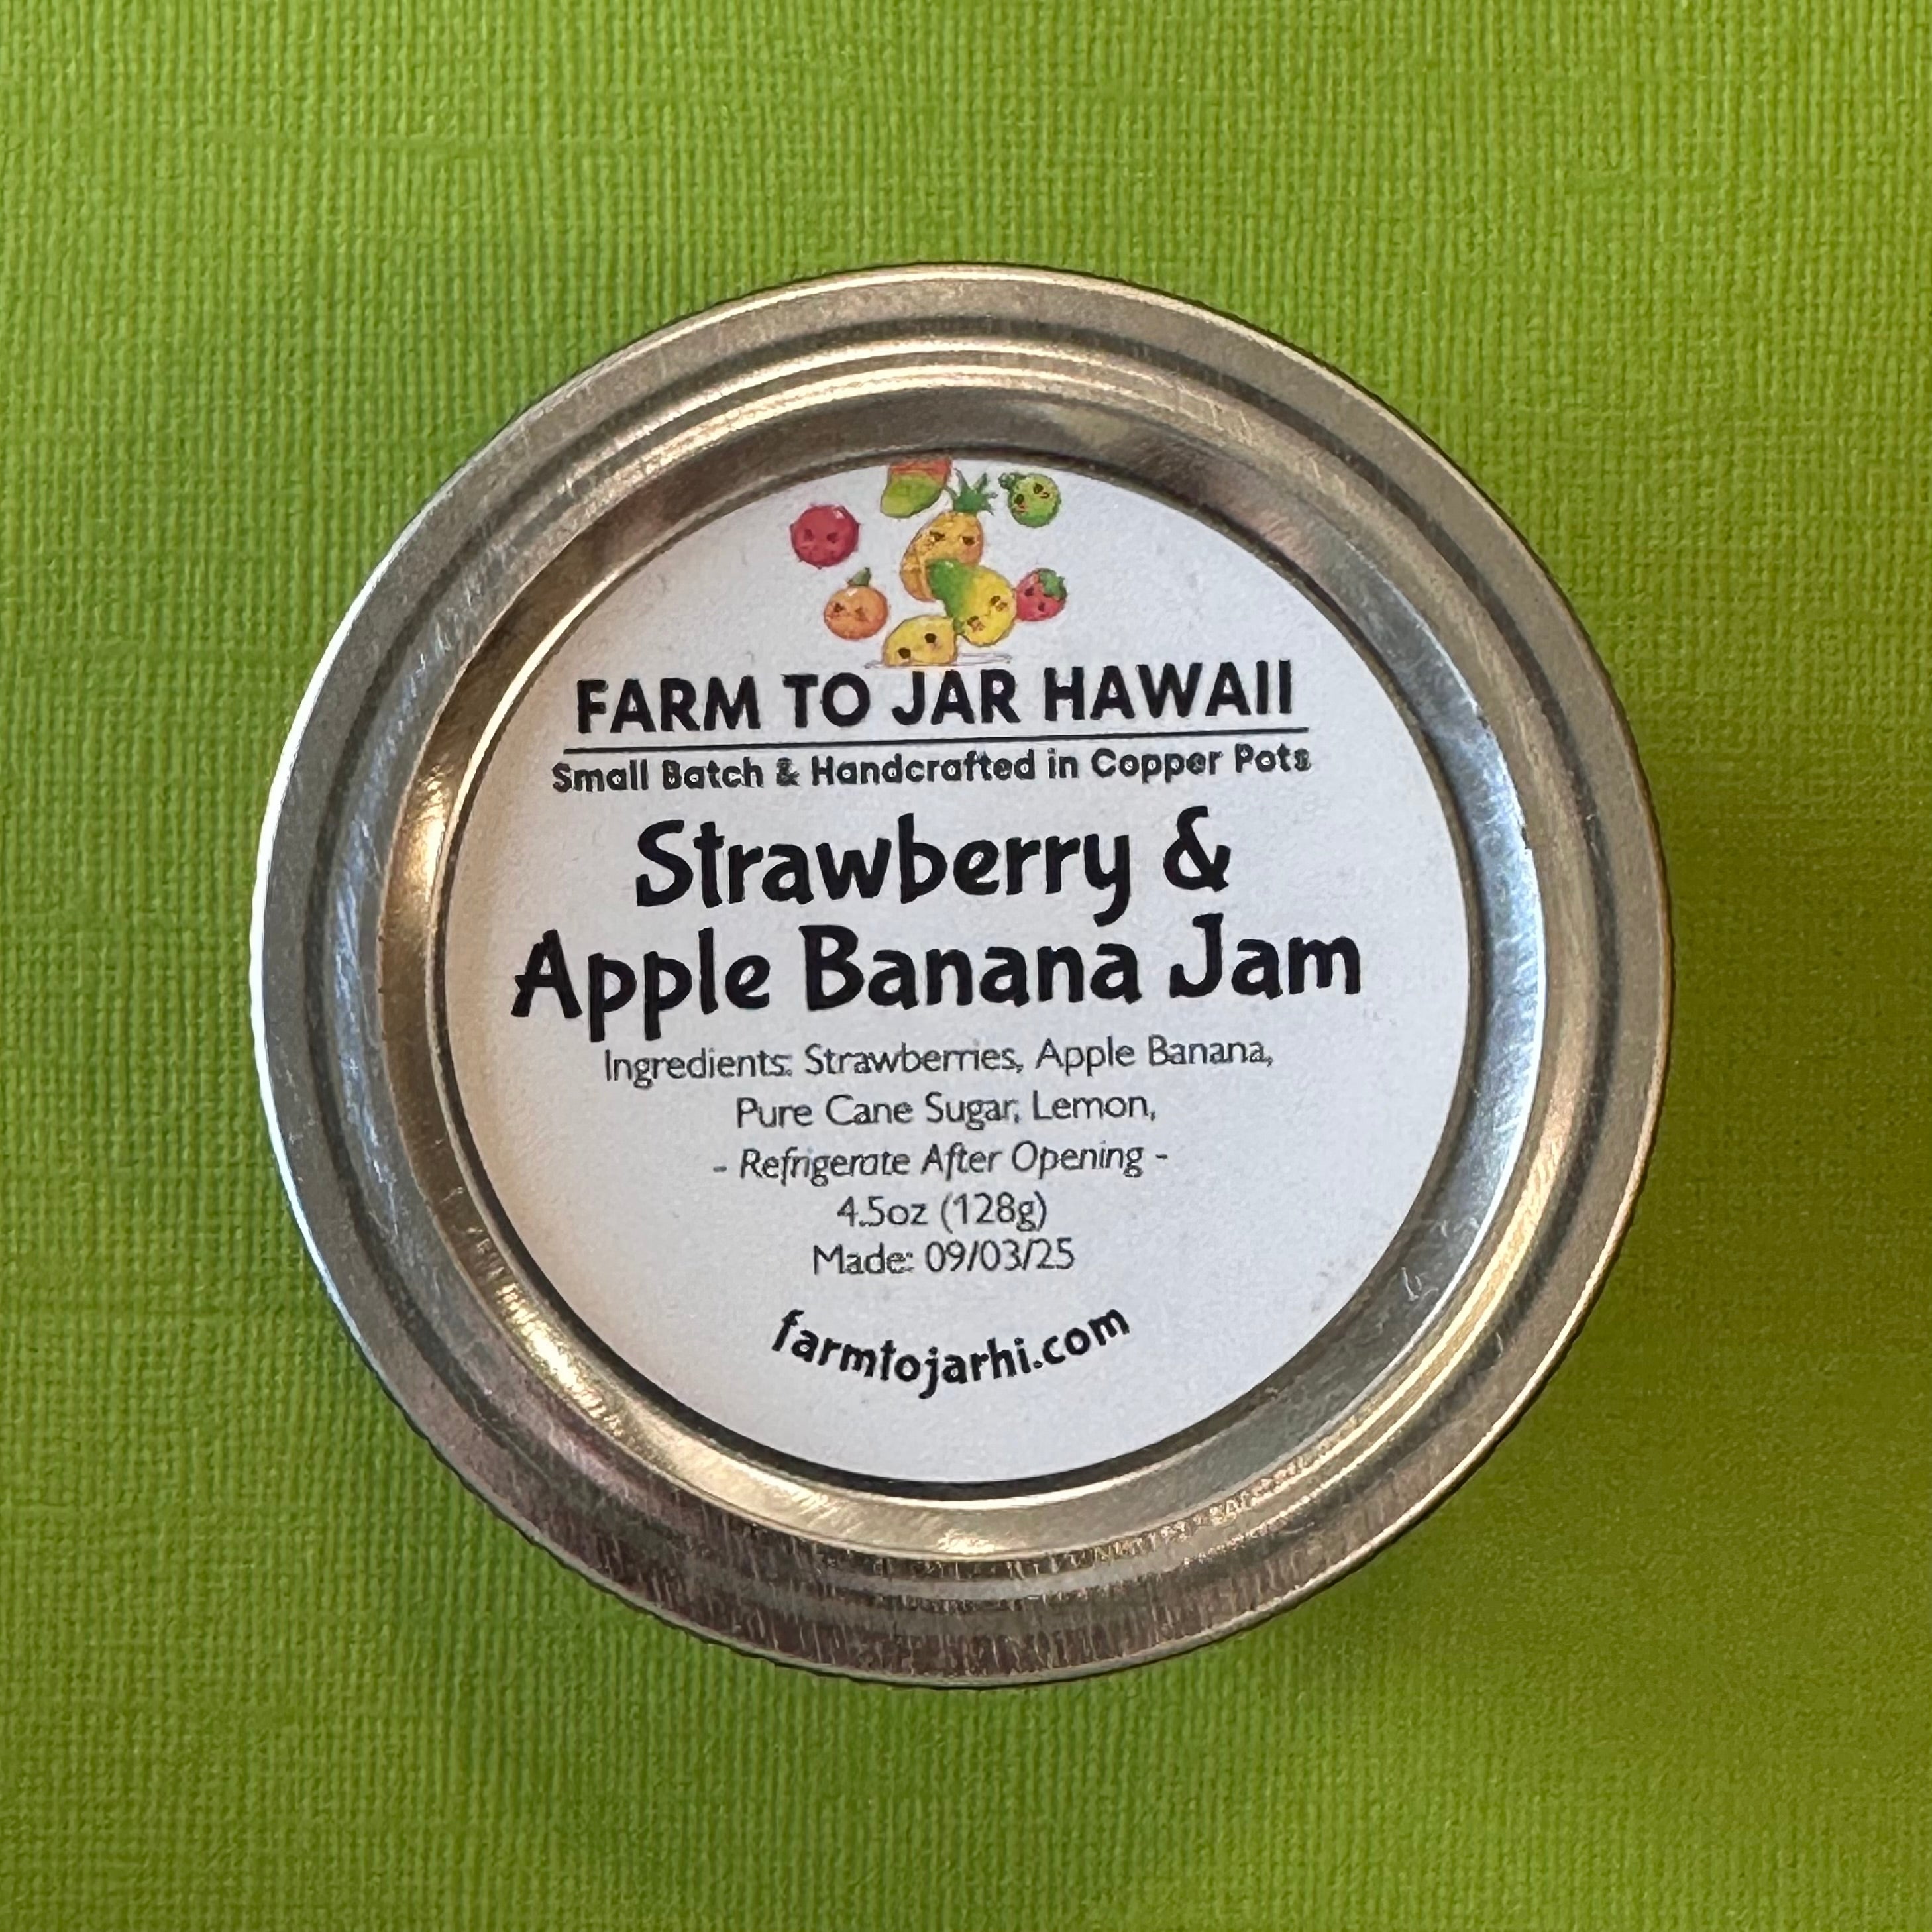 FARM TO JAR HAWAII
Small Batch & Handcrafted in Copper Pots
Strawberry &
Apple Banana Jam
Ingredients: Strawberries, Apple Banana,
Pure Cane Sugar, Lemon,
- Refrigerate After Opening -
4.5oz (128g)
Made: 09/03/25
farmtojarhi.com